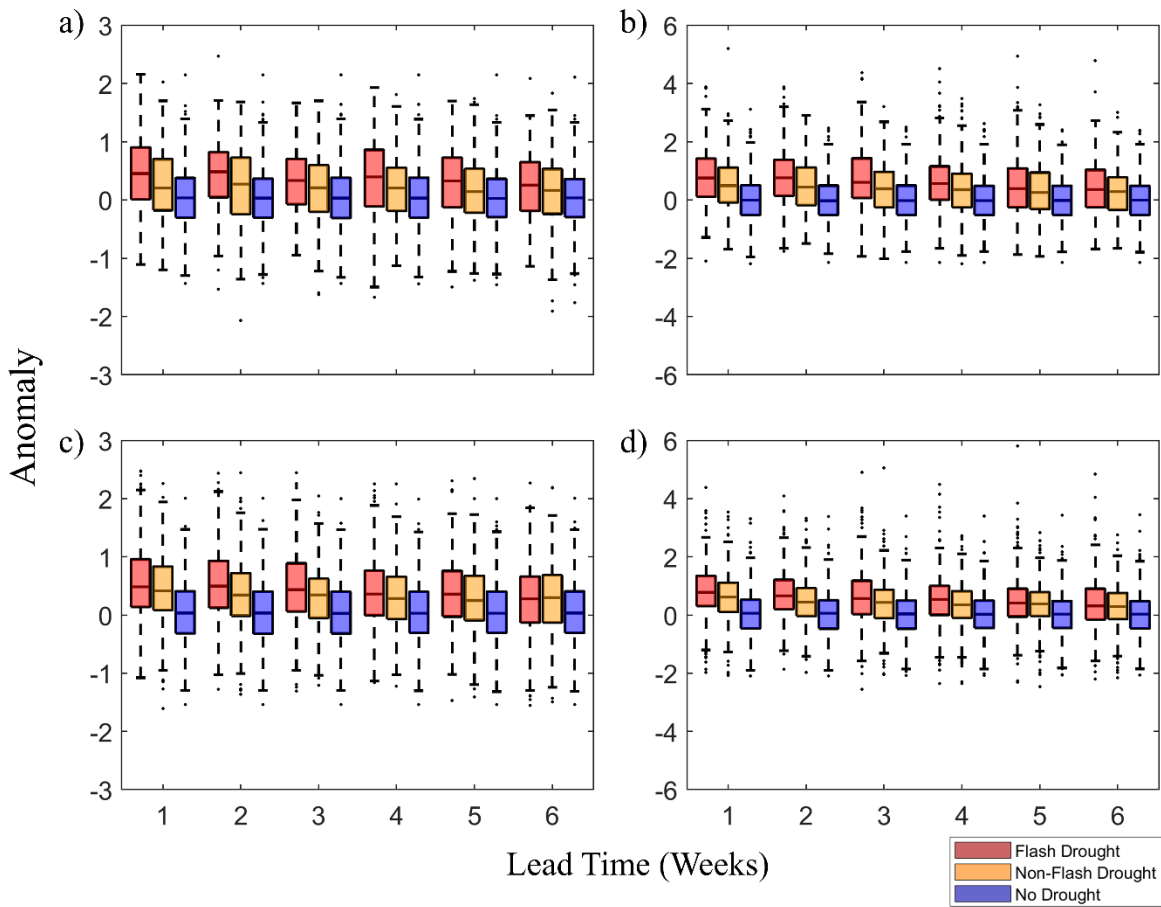 a)
3
2
1
0
-1
-2
-3
b)
6
4
2
0
-2
-4
-6
Anomaly
c)
3
2
1
0
-1
-2
-3
1 2 3 4 5 6
d)
6
4
2
0
-2
-4
-6
1 2 3 4 5 6
Lead Time (Weeks)
Flash Drought
Non-Flash Drought
No Drought